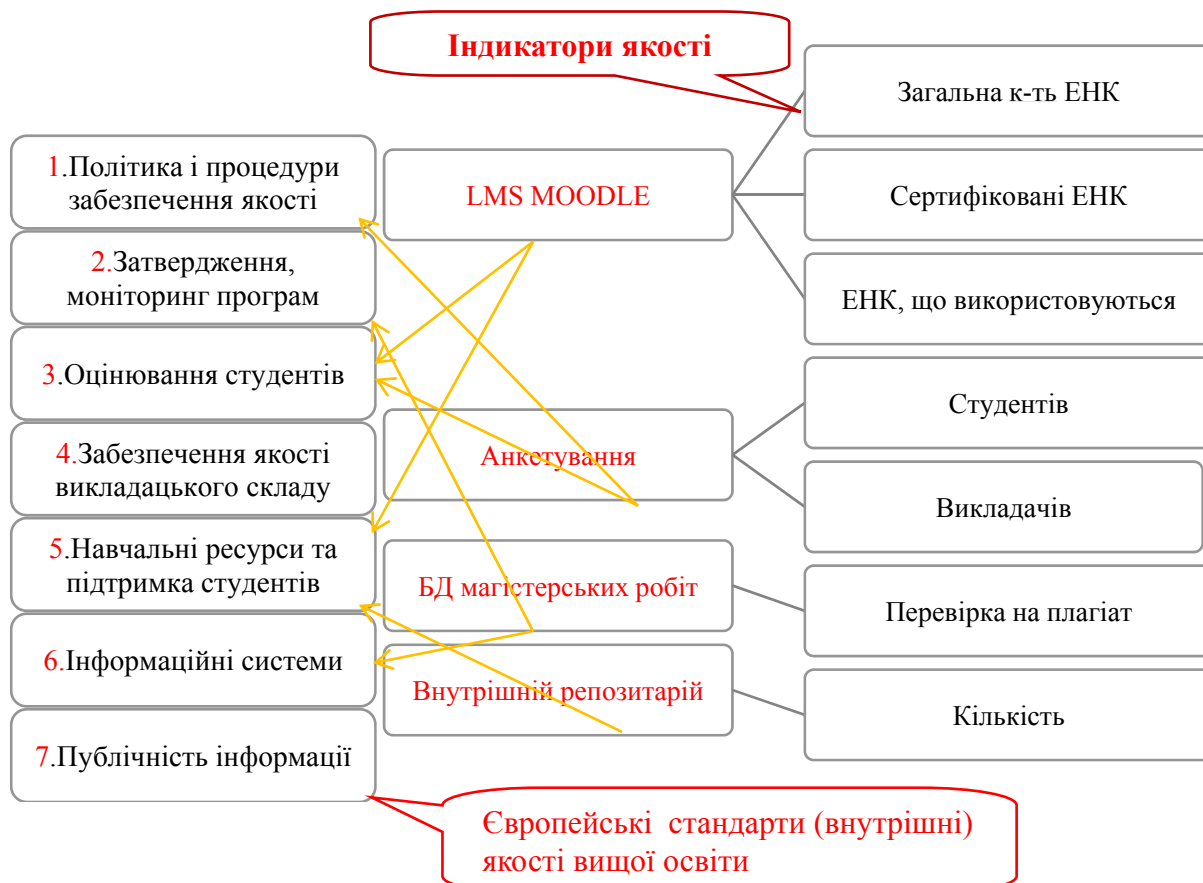 Індикатори якості
1.Політика і процедури
забезпечення якості
2.Затвердження,
моніторинг програм
3.Оцінювання студентів
4.Забезпечення якості
викладацького складу
5.Навчальні ресурси та
підтримка студентів
6.Інформаційні системи
7.Публічність інформації
LMS MOODLE
Анкетування
БД магістерських робіт
Внутрішній репозитарій
Загальна к-ть ЕНК
Сертифіковані ЕНК
ЕНК, що використовуються
Студентів
Викладачів
Перевірка на плагіат
Кількість
Європейські стандарти (внутрішні)
якості вищої освіти